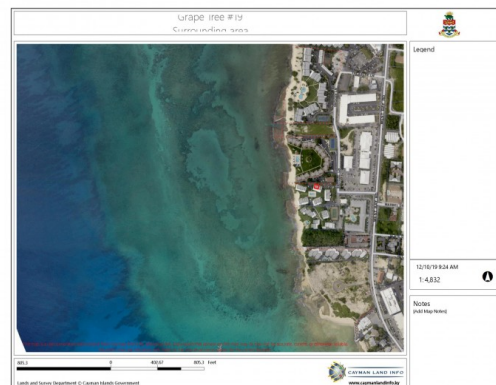 Grape Tree #19
Surrounding area
Legend
12/10/19 9:24 AM
1:4,832
Notes
(Add Map Notes)
805.3
0
402.67
805.3 Feet
Lands and Survey Department © Cayman Islands Government
CAYMAN LAND INFO
www.caymanlandinfo.ky